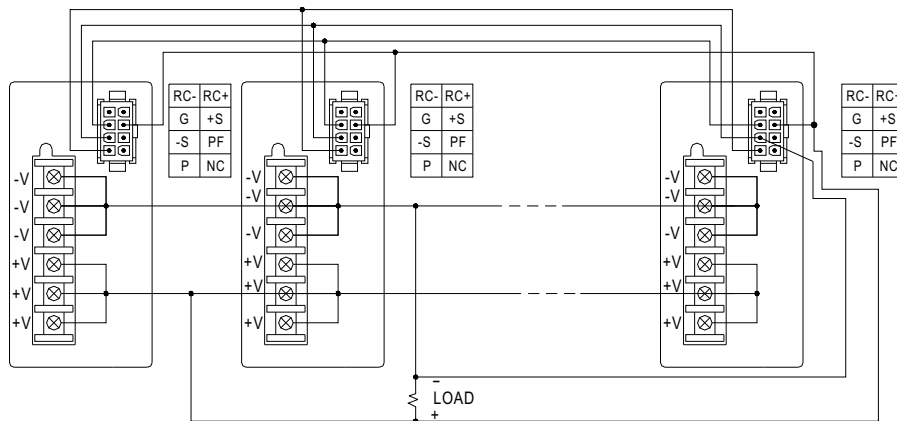 RC- RC+
G +S
-S PF
P NC
RC- RC+
G +S
-S PF
P NC
RC- RC+
G +S
-S PF
P NC
-V
-V
-V
+V
+V
+V
-V
-V
-V
+V
+V
+V
-V
-V
-V
+V
+V
+V
-
LOAD
+